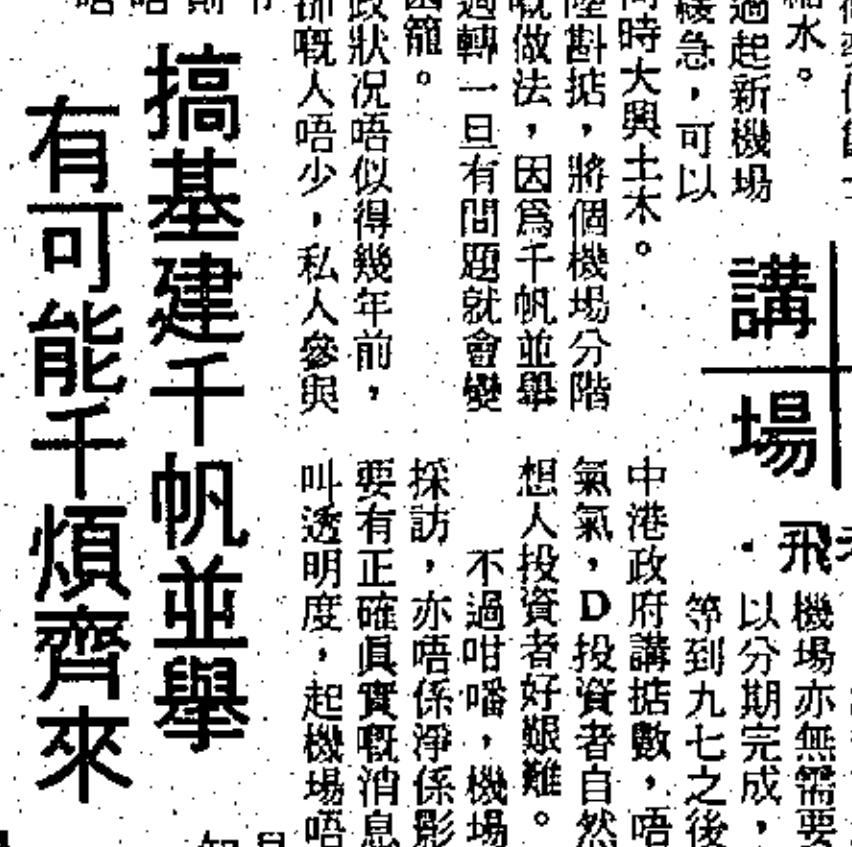 水。
過起新機場
緩急，可以
同時大興土木。
陸斟掂，將個機場分階
嘅做法，因爲千帆並舉
週轉一旦有問題就會變
籠。
政狀況唔似得幾年前，
嘅人唔少，私人參與
講場
・飛
機場亦無需要
以分期完成，
等到九七之後
中港政府講掂數，唔
氣氣，D投資者自然
想人投資者好艱難。
不過咁噃，機場
採訪，亦唔係淨係影
要有正確眞實嘅消息
叫透明度，起機場唔
搞基建千帆並舉
有可能千煩齊來